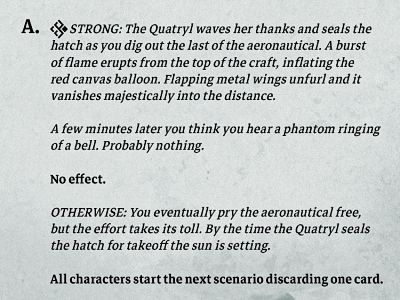 A. STRONG: The Quatryl waves her thanks and seals the
hatch as you dig out the last of the aeronautical. A burst
of flame erupts from the top of the craft, inflating the
red canvas balloon. Flapping metal wings unfurl and it
vanishes majestically into the distance.
A few minutes later you think you hear a phantom ringing
of a bell. Probably nothing.
No effect.
OTHERWISE: You eventually pry the aeronautical free,
but the effort takes its toll. By the time the Quatryl seals
the hatch for takeoff the sun is setting.
All characters start the next scenario discarding one card.